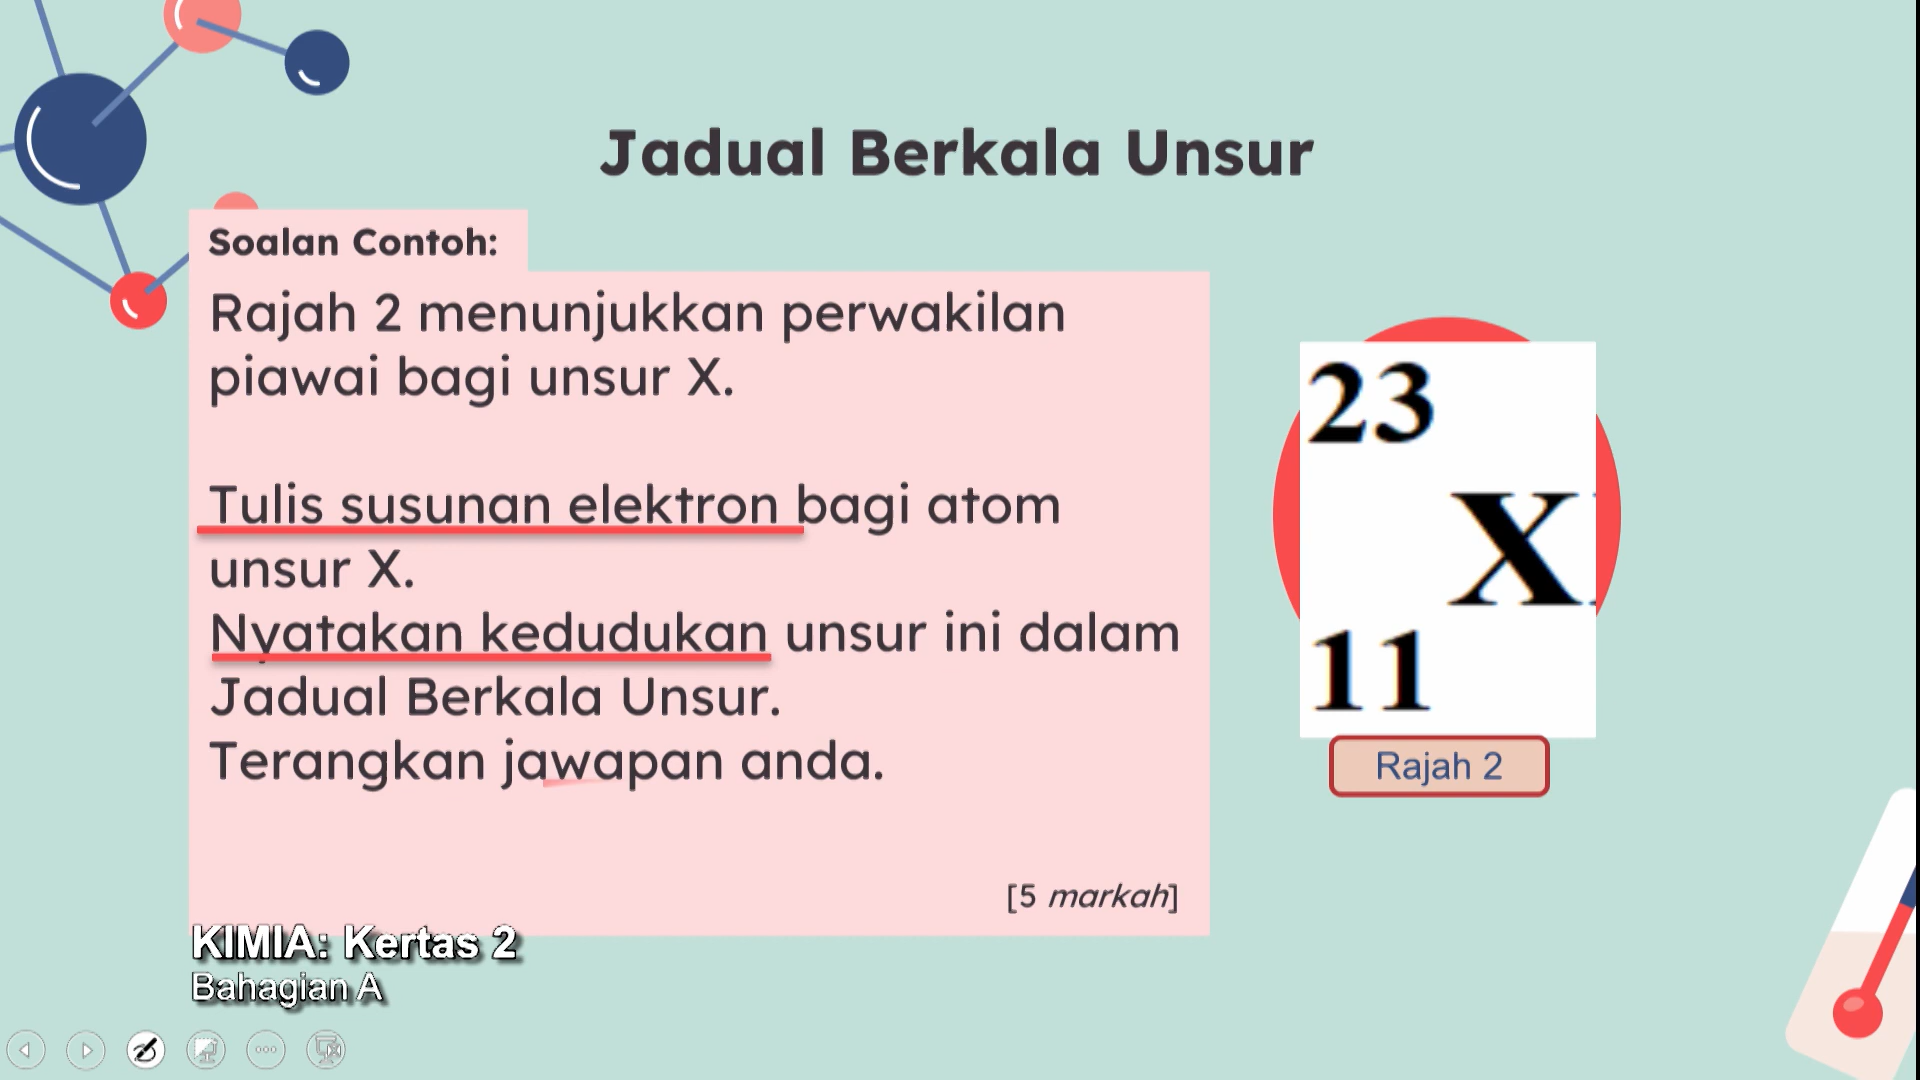 Jadual Berkala Unsur
Soalan Contoh:
Rajah 2 menunjukkan perwakilan
piawai bagi unsur X.
Tulis susunan elektron bagi atom
unsur X.
Nyatakan kedudukan unsur ini dalam
Jadual Berkala Unsur.
Terangkan jawapan anda.
[5 markah]
23
X
11
Rajah 2
KIMIA: Kertas 2
Bahagian A